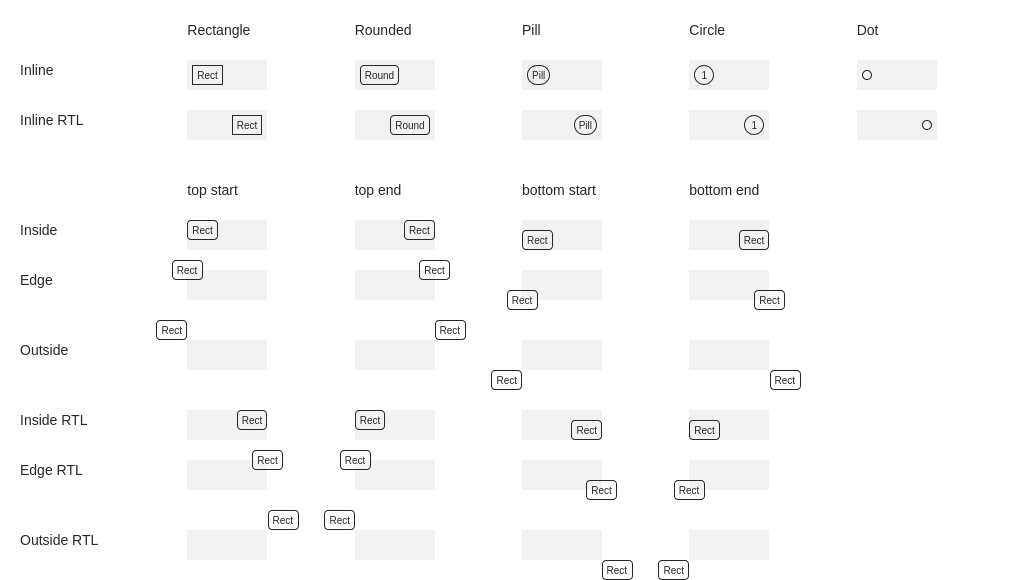 Rectangle Rounded Pill Circle Dot
Inline Rect Round Pill 1
Inline RTL Rect Round Pill 1
top start top end bottom start bottom end
Inside Rect Rect Rect Rect
Edge Rect Rect Rect Rect
Outside Rect Rect Rect Rect
Inside RTL Rect Rect Rect Rect
Edge RTL Rect Rect Rect Rect
Outside RTL Rect Rect Rect Rect